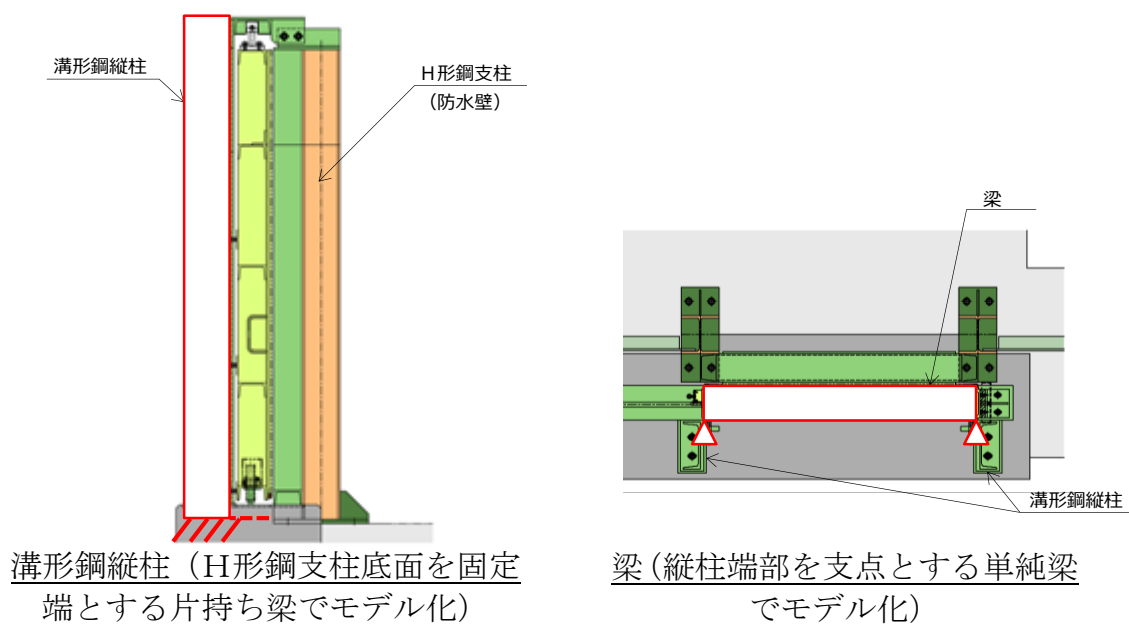 溝形鋼縦柱
H形鋼支柱
(防水壁)
溝形鋼縦柱(H形鋼支柱底面を固定
端とする片持ち梁でモデル化)
梁
溝形鋼縦柱
梁(縦柱端部を支点とする単純梁
でモデル化)